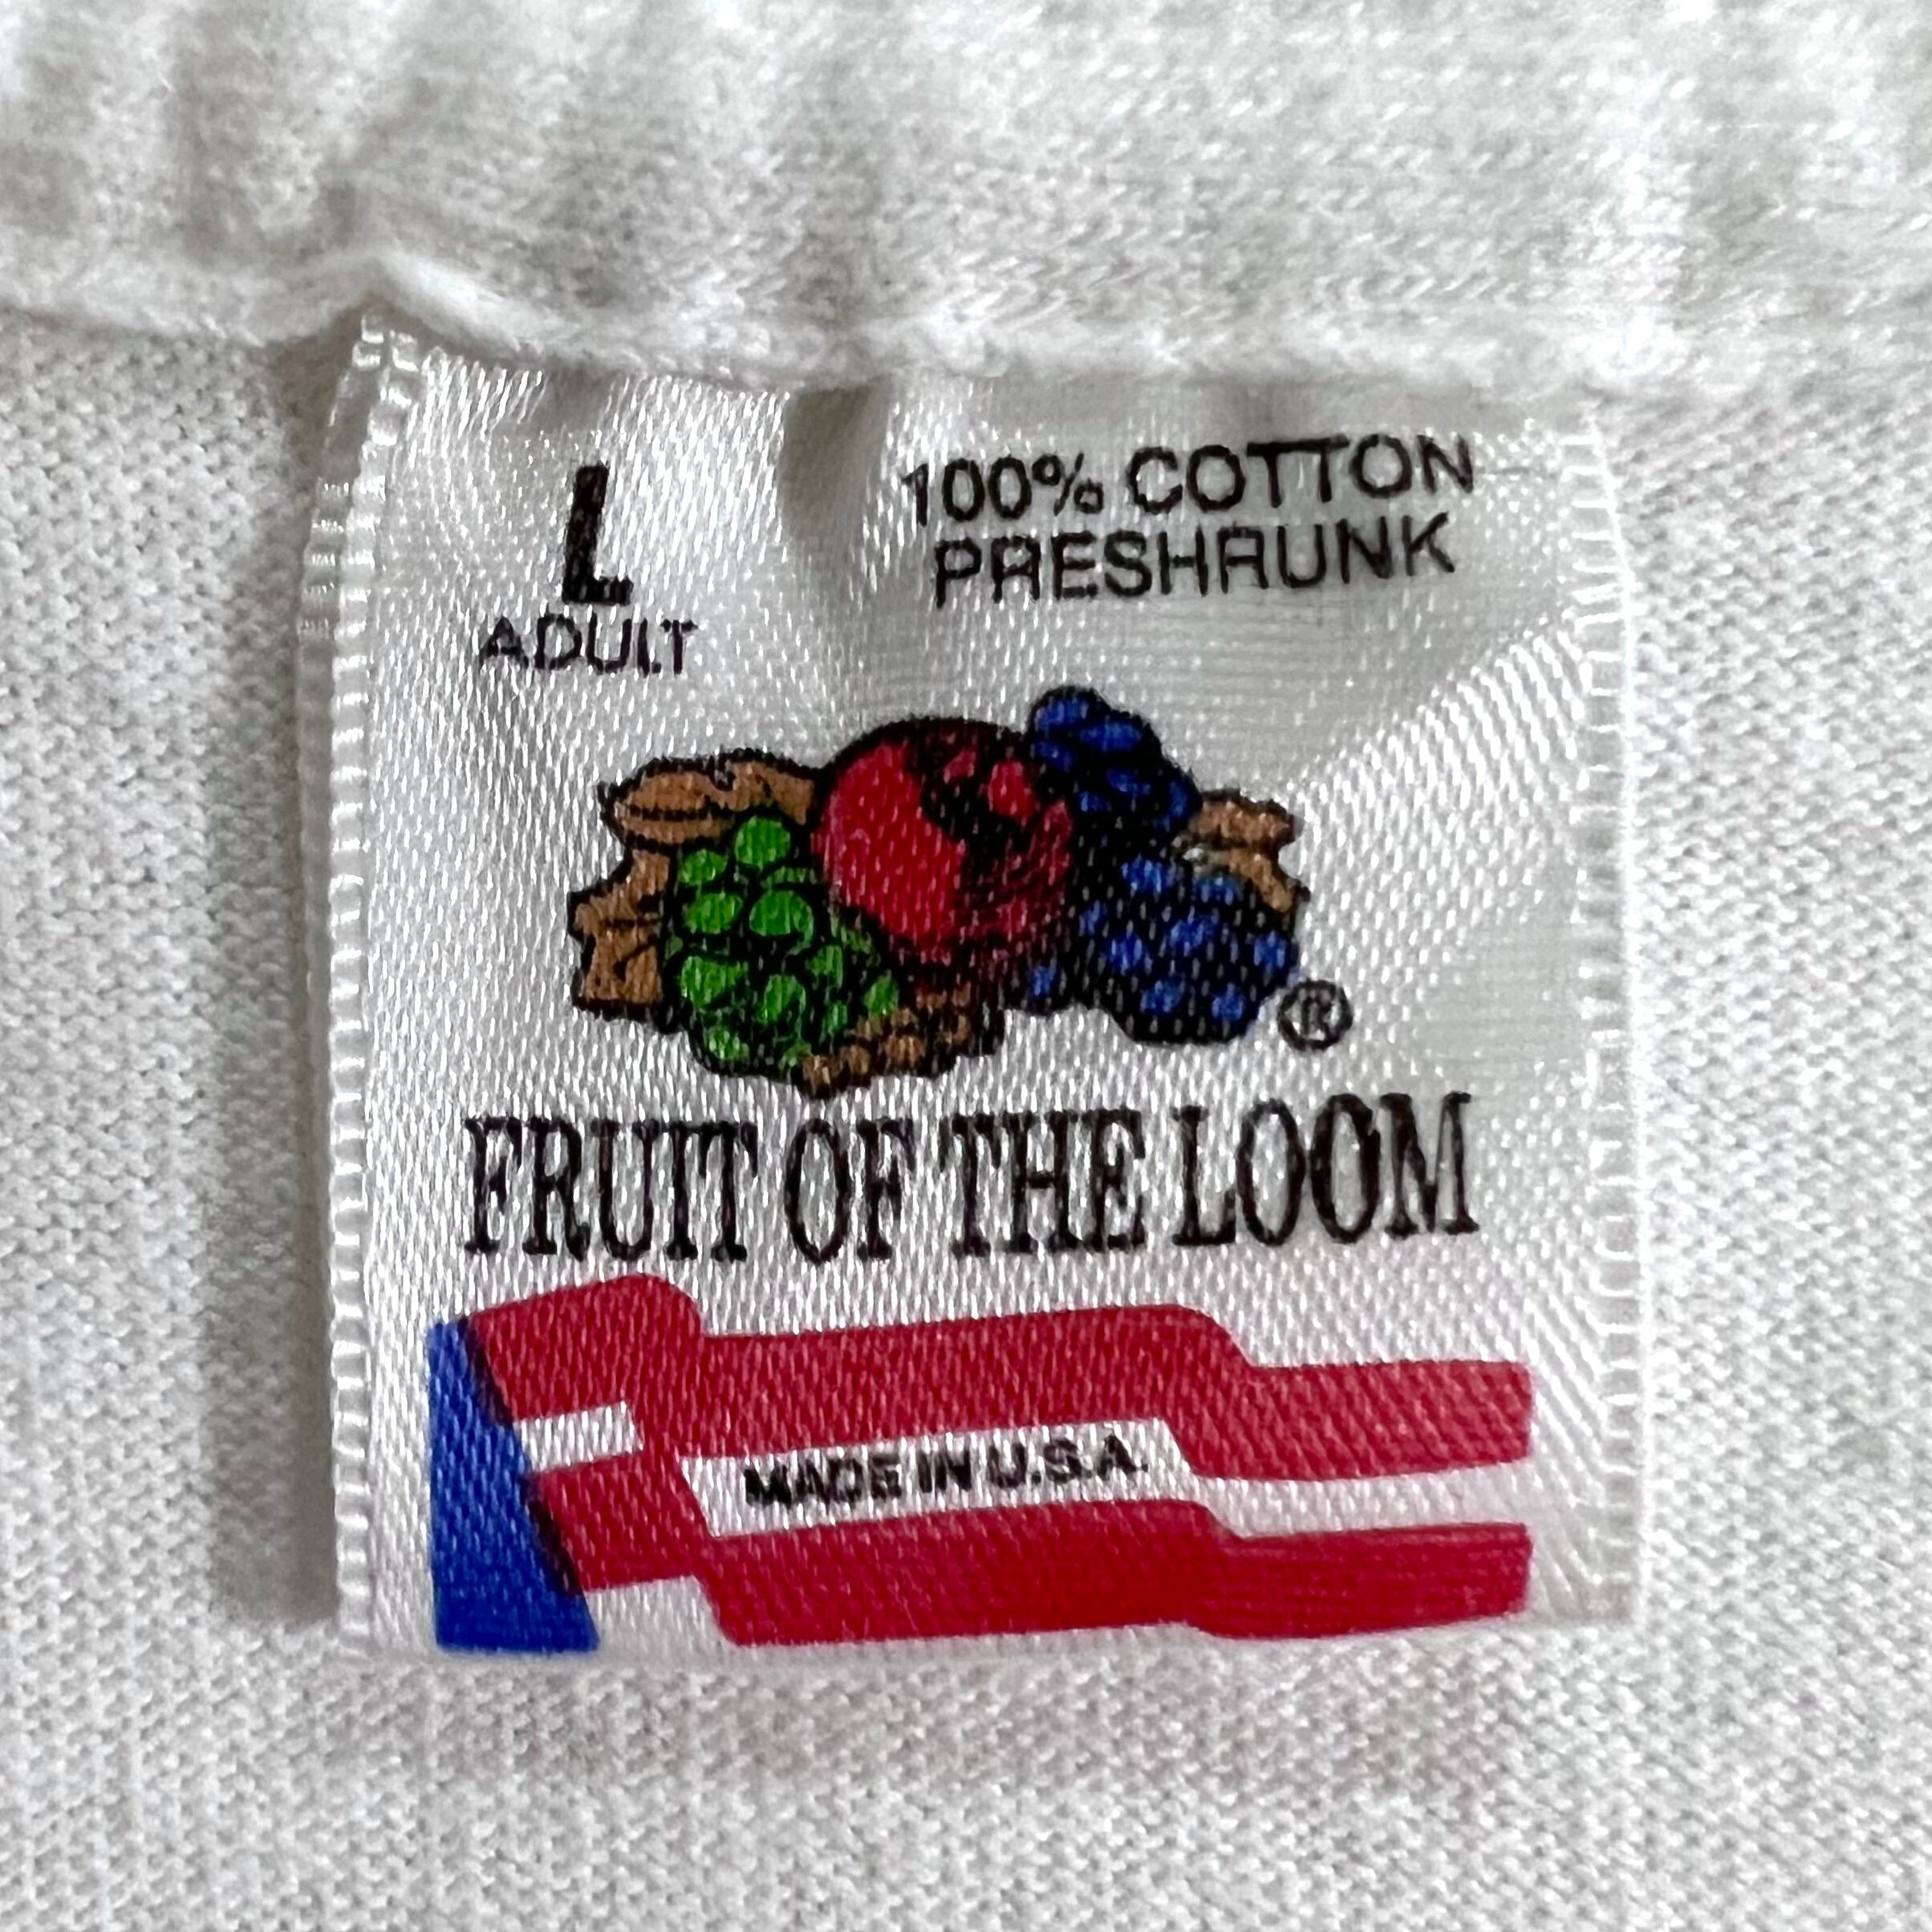 L
ADULT
100% COTTON
PRESHRUNK
®
FRUIT OF THE LOOM
MADE IN U.S.A.